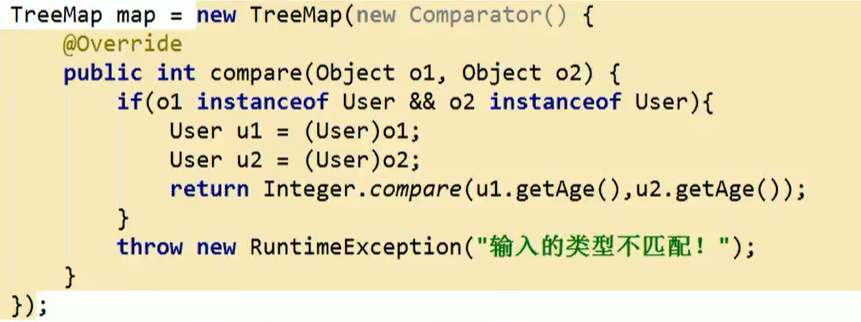 TreeMap map = new TreeMap(new Comparator() {
    @Override
    public int compare(Object o1, Object o2) {
        if(o1 instanceof User && o2 instanceof User){
            User u1 = (User)o1;
            User u2 = (User)o2;
            return Integer.compare(u1.getAge(),u2.getAge());
        }
        throw new RuntimeException("输入的类型不匹配！");
    }
});